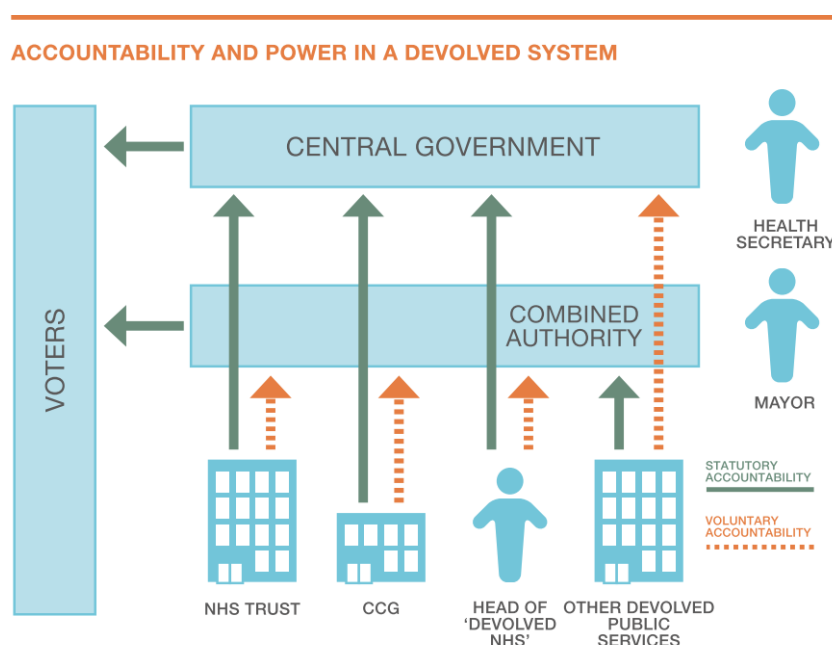 ACCOUNTABILITY AND POWER IN A DEVOLVED SYSTEM
CENTRAL GOVERNMENT
HEALTH
SECRETARY
VOTERS
COMBINED
AUTHORITY
MAYOR
STATUTORY
ACCOUNTABILITY
VOLUNTARY
ACCOUNTABILITY
NHS TRUST
CCG
HEAD OF
‘DEVOLVED
NHS’
OTHER DEVOLVED
PUBLIC
SERVICES